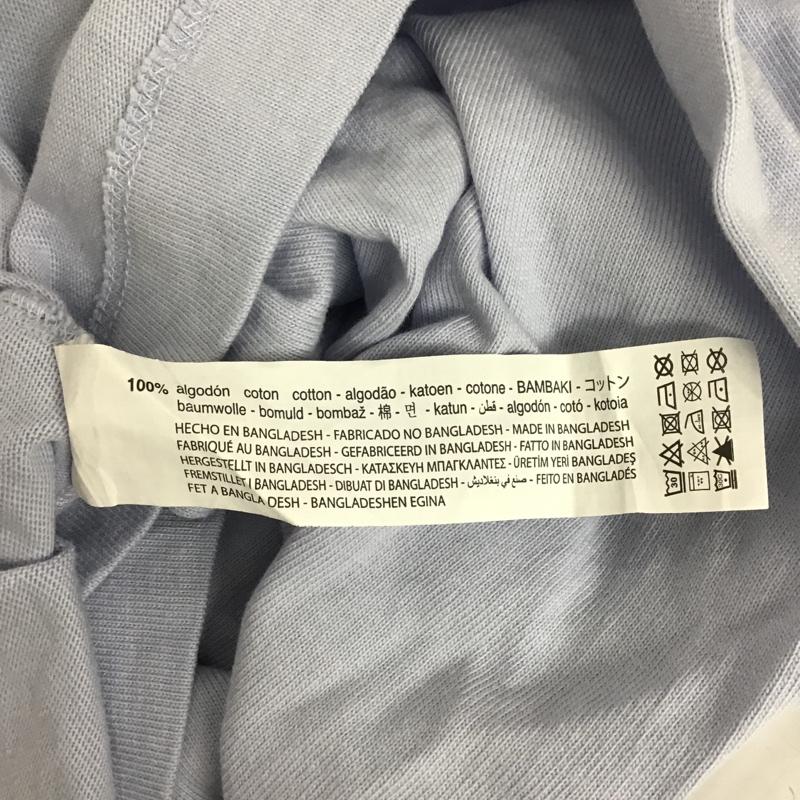 100% algodón coton cotton - algodão - katoen - cotone - BAMBAKI - コットン
baumwolle - bomuld - bombaž - 棉 - 면 - katun - قطن - algodón - cotó - kotoia
HECHO EN BANGLADESH - FABRICADO NO BANGLADESH - MADE IN BANGLADESH
FABRIQUÉ AU BANGLADESH - GEFABRICEERD IN BANGLADESH - FATTO IN BANGLADESH
HERGESTELLT IN BANGLADESCH - ΚΑΤΑΣΚΕΥΗ ΜΠΑΓΚΛΑΝΤΕΣ - ÜRETİM YERİ BANGLADEŞ
FREMSTILLET I BANGLADESH - DIBUAT DI BANGLADESH - صنع في بنغلاديش - FEITO EN BANGLADÉS
FET A BANGLA DESH - BANGLADESHEN EGINA
30